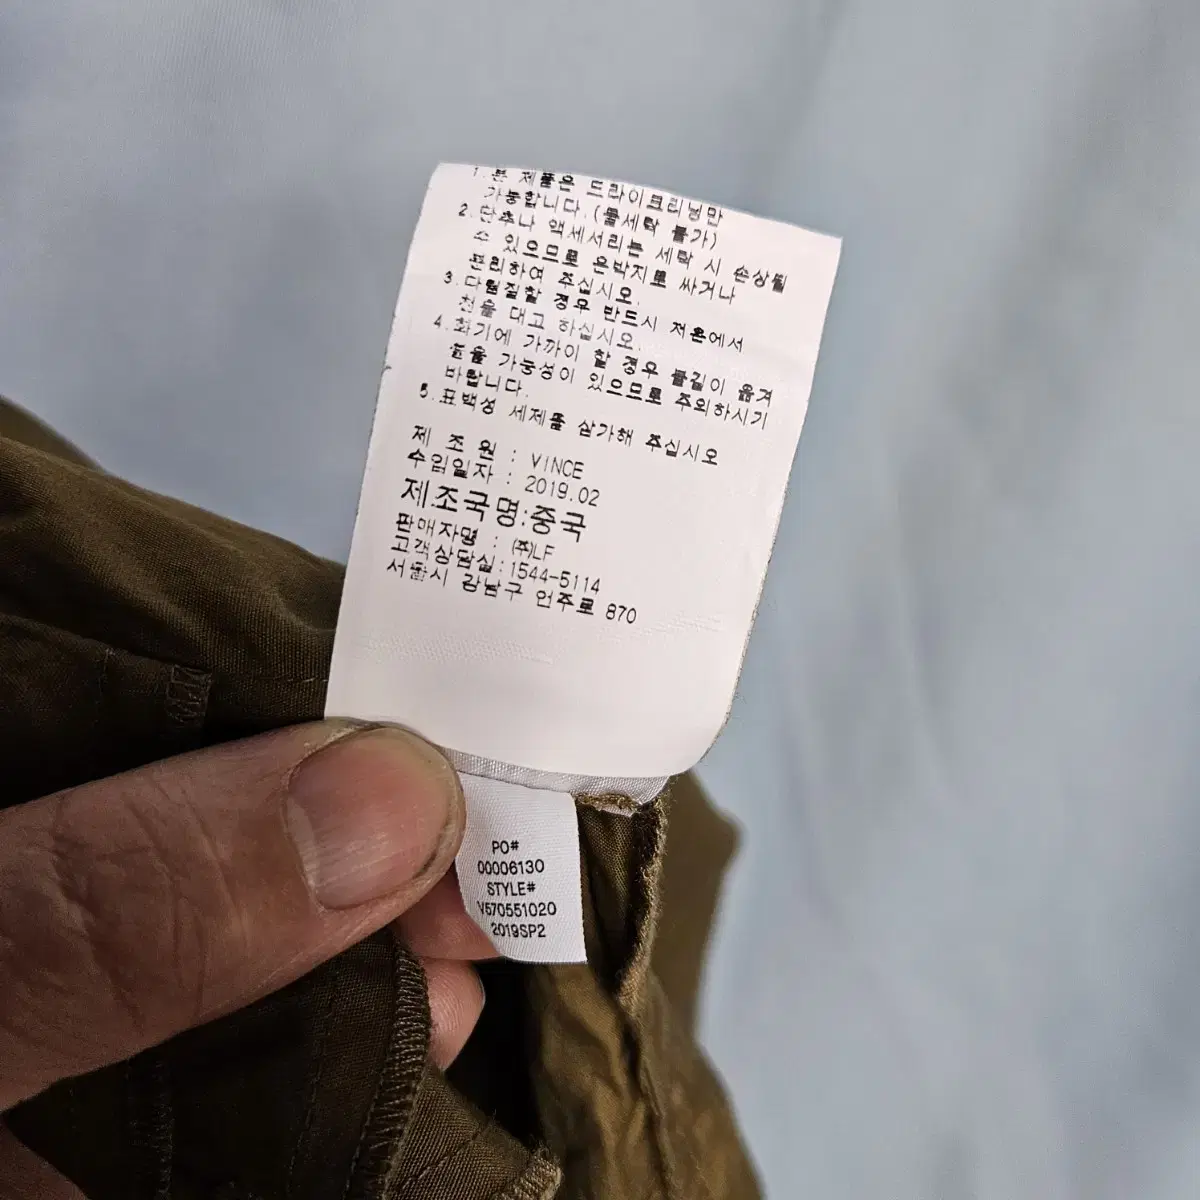 1.본 제품은 드라이크리닝만
가능합니다.(물세탁 불가)
2.단추나 액세서리는 세탁 시 손상될
수 있으므로 은박지로 싸거나
분리하여 주십시오.
3.다림질할 경우 반드시 저온에서
천을 대고 하십시오.
4.화기에 가까이 할 경우 불길이 옮겨
붙을 가능성이 있으므로 주의하시기
바랍니다.
5.표백성 세제를 삼가해 주십시오
제 조 원 : VINCE
수입일자 : 2019.02
제조국명:중국
판매자명 : ㈜LF
고객상담실:1544-5114
서울시 강남구 언주로 870
PO#
00006130
STYLE#
V570551020
2019SP2